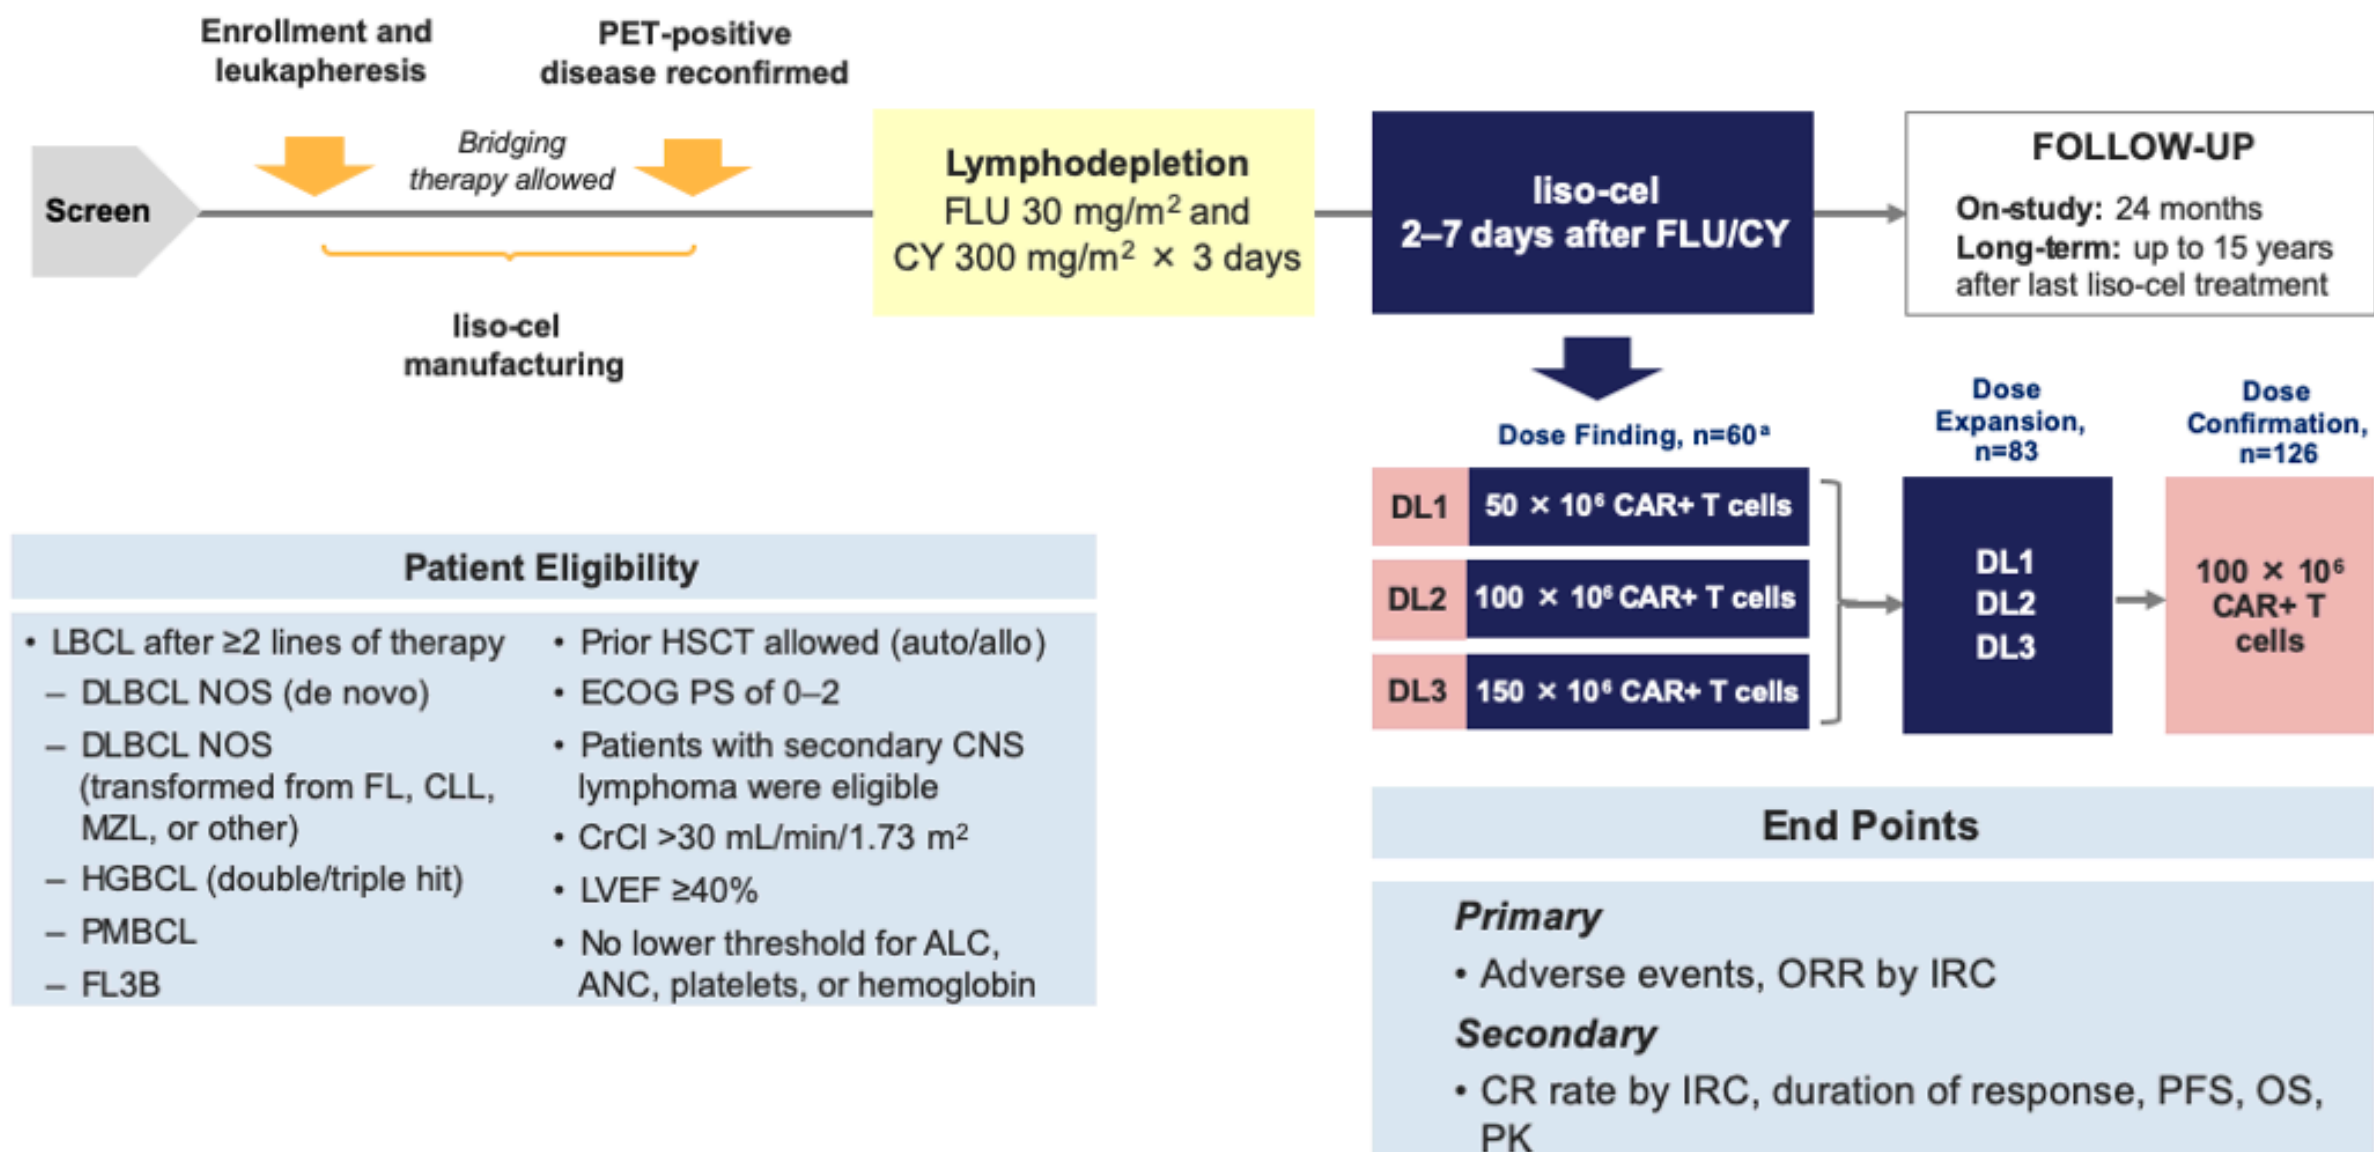 Enrollment and
leukapheresis
PET-positive
disease reconfirmed
Bridging
therapy allowed
Screen
liso-cel
manufacturing
Lymphodepletion
FLU 30 mg/m² and
CY 300 mg/m² × 3 days
liso-cel
2–7 days after FLU/CY
FOLLOW-UP
On-study: 24 months
Long-term: up to 15 years
after last liso-cel treatment
Dose Finding, n=60ᵃ
DL1 50 × 10⁶ CAR+ T cells
DL2 100 × 10⁶ CAR+ T cells
DL3 150 × 10⁶ CAR+ T cells
Dose
Expansion,
n=83
DL1
DL2
DL3
Dose
Confirmation,
n=126
100 × 10⁶
CAR+ T
cells
Patient Eligibility
• LBCL after ≥2 lines of therapy
– DLBCL NOS (de novo)
– DLBCL NOS
(transformed from FL, CLL,
MZL, or other)
– HGBCL (double/triple hit)
– PMBCL
– FL3B
• Prior HSCT allowed (auto/allo)
• ECOG PS of 0–2
• Patients with secondary CNS
lymphoma were eligible
• CrCl >30 mL/min/1.73 m²
• LVEF ≥40%
• No lower threshold for ALC,
ANC, platelets, or hemoglobin
End Points
Primary
• Adverse events, ORR by IRC
Secondary
• CR rate by IRC, duration of response, PFS, OS,
PK